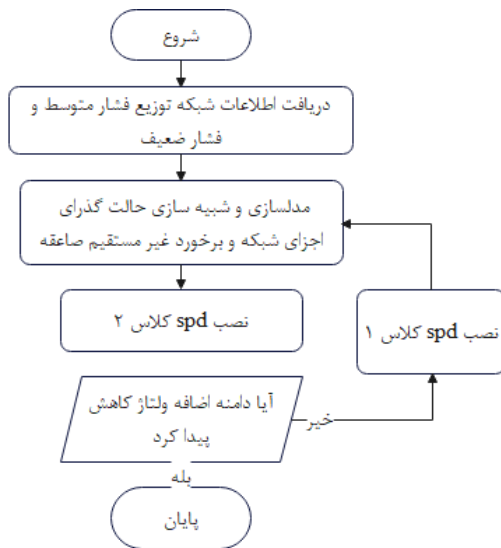 شروع
دریافت اطلاعات شبکه توزیع فشار متوسط و
فشار ضعیف
مدلسازی و شبیه سازی حالت گذرای
اجزای شبکه و برخورد غیر مستقیم صاعقه
نصب spd کلاس ۲
نصب spd کلاس ۱
آیا دامنه اضافه ولتاژ کاهش
پیدا کرد
خیر
بله
پایان